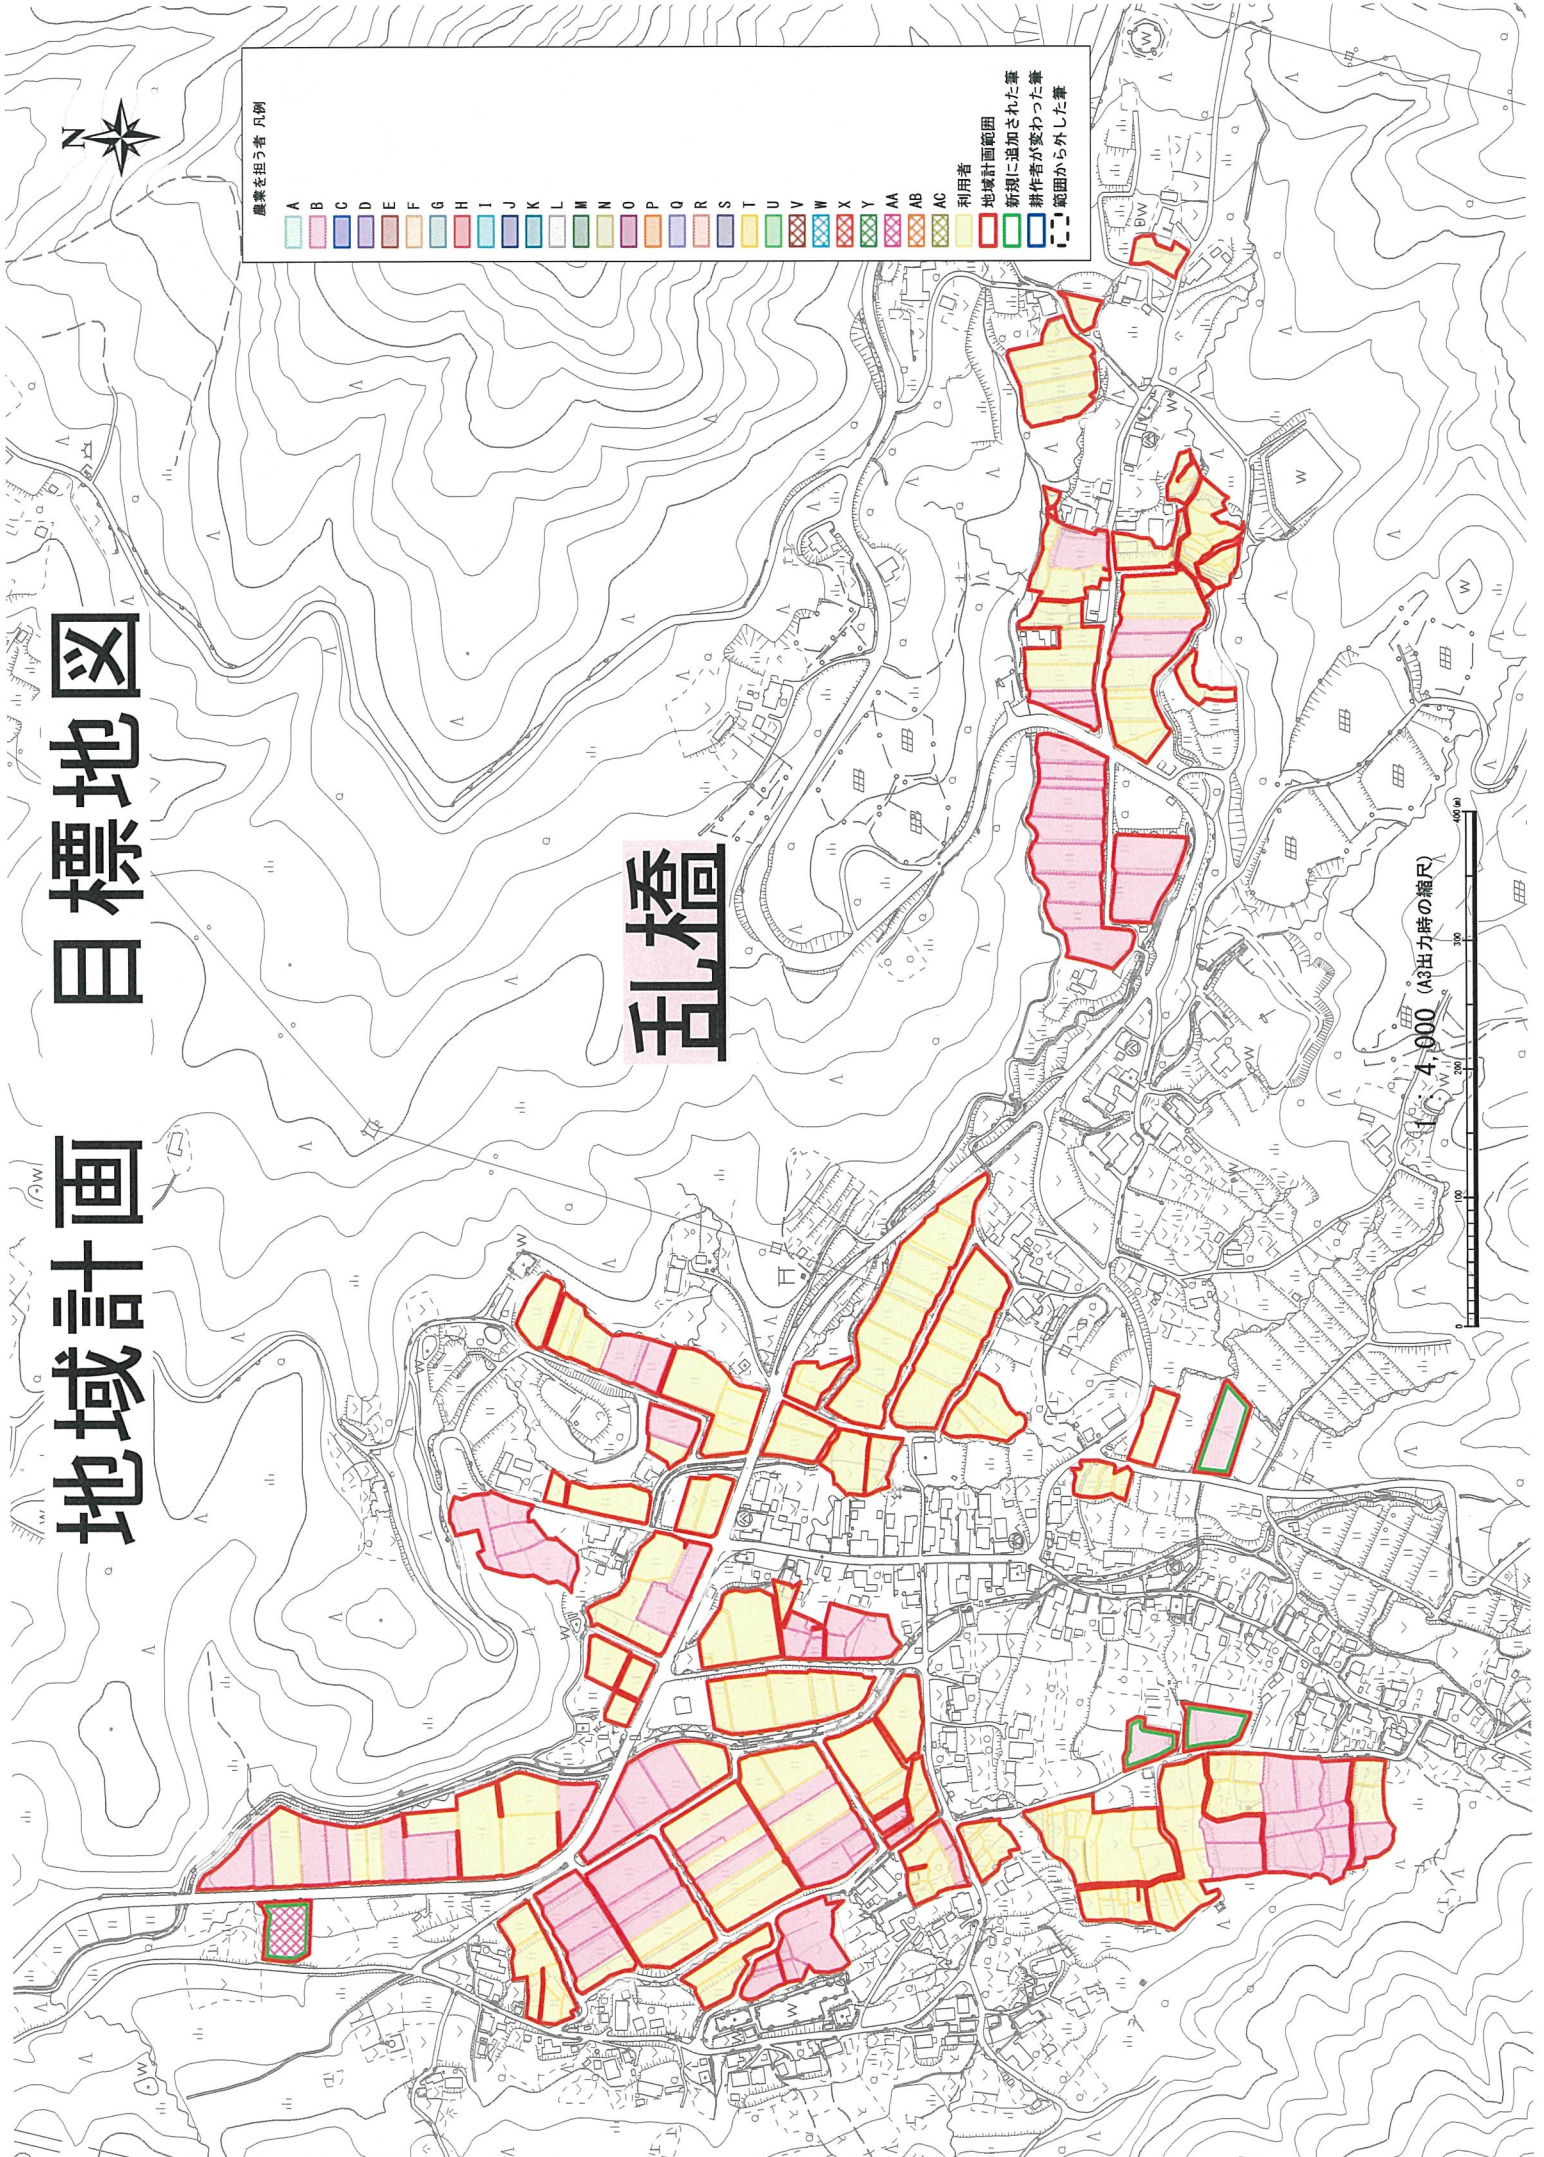 地域計画 目標地図
N
乱橋
農業を担う者 凡例
A
B
C
D
E
F
G
H
I
J
K
L
M
N
O
P
Q
R
S
T
U
V
W
X
Y
AA
AB
AC
利用者
地域計画範囲
新規に追加された筆
耕作者が変わった筆
範囲から外した筆
1:4,000 (A3出力時の縮尺)
0 100 200 300 400(m)